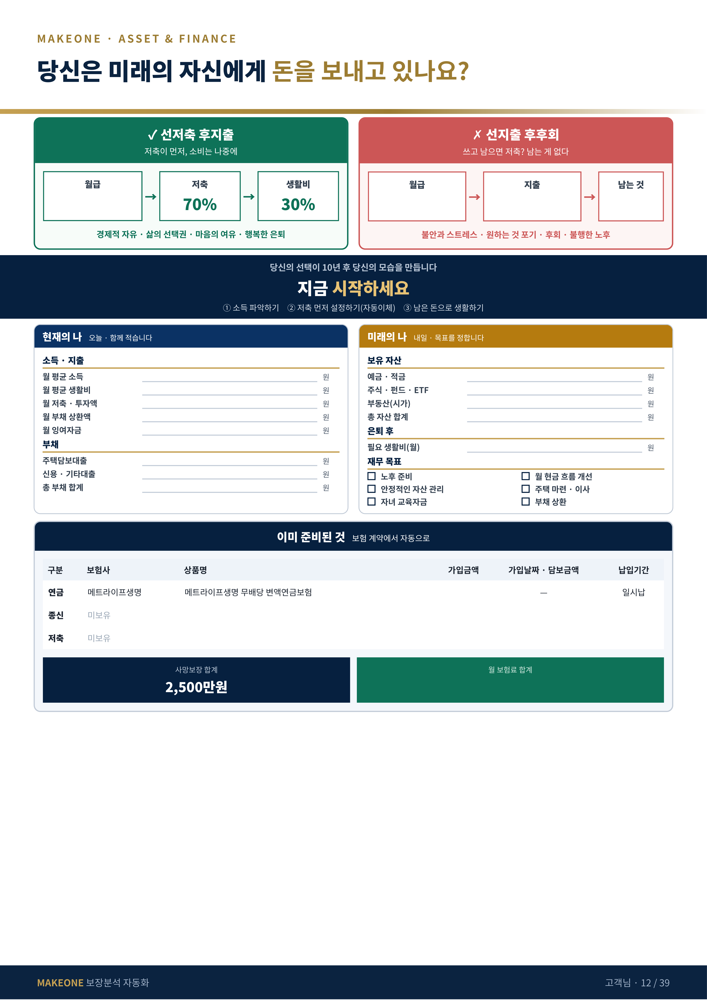 MAKEONE · ASSET & FINANCE
당신은 미래의 자신에게 돈을 보내고 있나요?
✓ 선저축 후지출
저축이 먼저, 소비는 나중에
월급 → 저축 70% → 생활비 30%
경제적 자유 · 삶의 선택권 · 마음의 여유 · 행복한 은퇴
✗ 선지출 후후회
쓰고 남으면 저축? 남는 게 없다
월급 → 지출 → 남는 것
불안과 스트레스 · 원하는 것 포기 · 후회 · 불행한 노후
당신의 선택이 10년 후 당신의 모습을 만듭니다
지금 시작하세요
① 소득 파악하기 ② 저축 먼저 설정하기(자동이체) ③ 남은 돈으로 생활하기
현재의 나 오늘 · 함께 적습니다
소득 · 지출
월 평균 소득 원
월 평균 생활비 원
월 저축 · 투자액 원
월 부채 상환액 원
월 잉여자금 원
부채
주택담보대출 원
신용 · 기타대출 원
총 부채 합계 원
미래의 나 내일 · 목표를 정합니다
보유 자산
예금 · 적금 원
주식 · 펀드 · ETF 원
부동산(시가) 원
총 자산 합계 원
은퇴 후
필요 생활비(월) 원
재무 목표
노후 준비 월 현금 흐름 개선
안정적인 자산 관리 주택 마련 · 이사
자녀 교육자금 부채 상환
이미 준비된 것 보험 계약에서 자동으로
구분 보험사 상품명 가입금액 가입날짜 · 담보금액 납입기간
연금 메트라이프생명 메트라이프생명 무배당 변액연금보험 — 일시납
종신 미보유
저축 미보유
사망보장 합계
2,500만원
월 보험료 합계
MAKEONE 보장분석 자동화
고객님 · 12 / 39